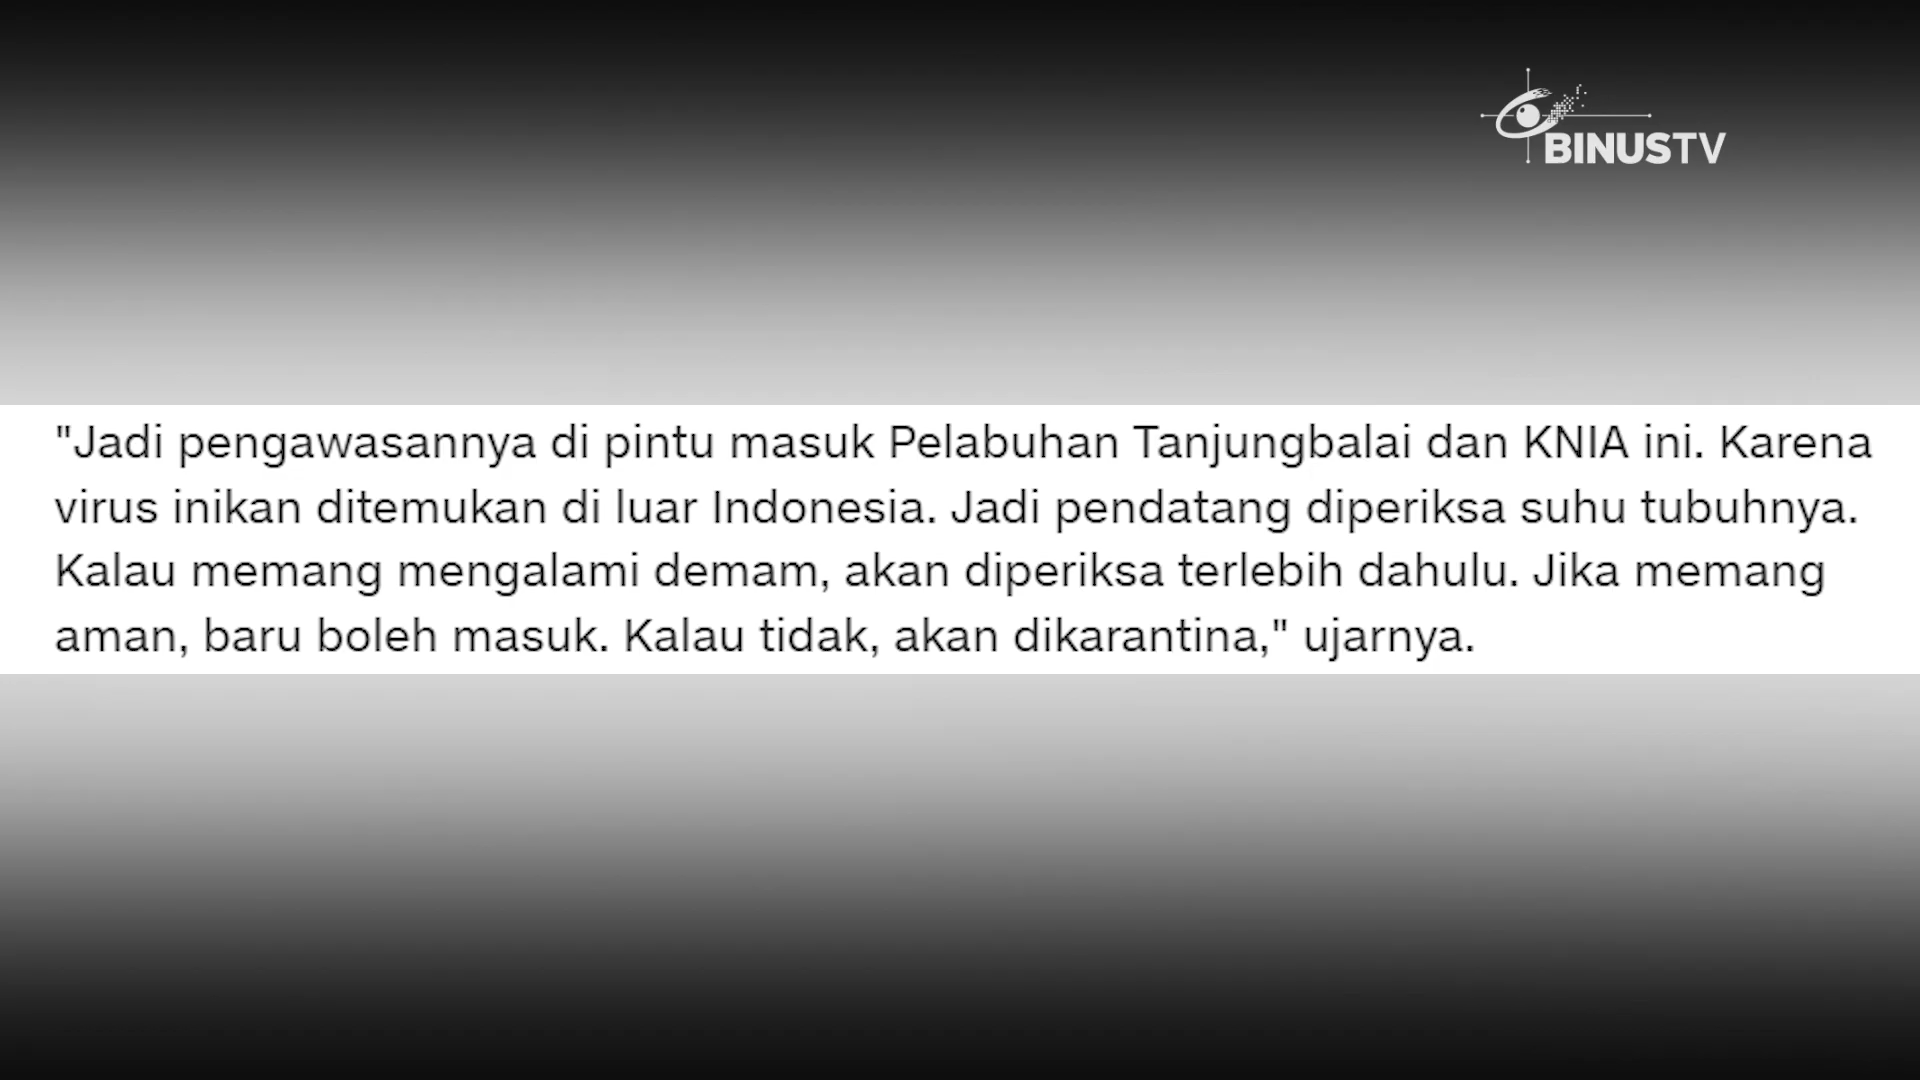 BINUSTV
"Jadi pengawasannya di pintu masuk Pelabuhan Tanjungbalai dan KNIA ini. Karena
virus inikan ditemukan di luar Indonesia. Jadi pendatang diperiksa suhu tubuhnya.
Kalau memang mengalami demam, akan diperiksa terlebih dahulu. Jika memang
aman, baru boleh masuk. Kalau tidak, akan dikarantina," ujarnya.